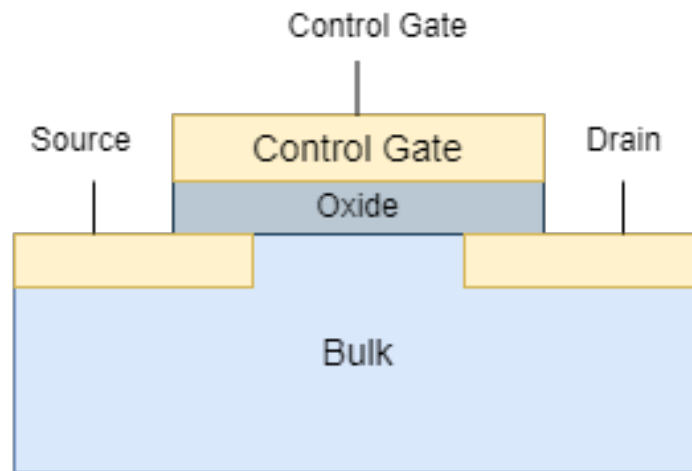 Control Gate
Source
Drain
Control Gate
Oxide
Bulk